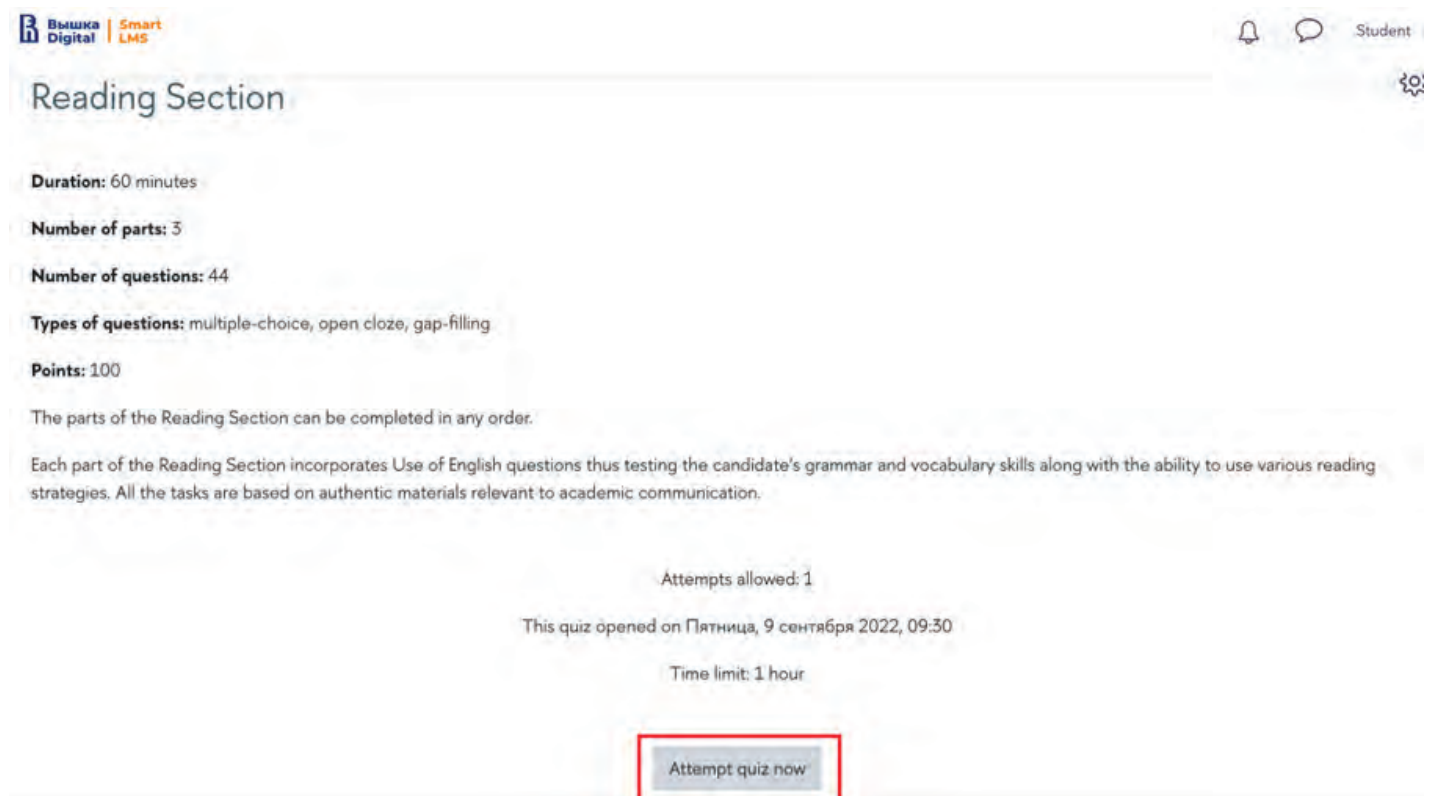 Вышка Digital | Smart LMS
Student
Reading Section
Duration: 60 minutes
Number of parts: 3
Number of questions: 44
Types of questions: multiple-choice, open cloze, gap-filling
Points: 100
The parts of the Reading Section can be completed in any order.
Each part of the Reading Section incorporates Use of English questions thus testing the candidate's grammar and vocabulary skills along with the ability to use various reading
strategies. All the tasks are based on authentic materials relevant to academic communication.
Attempts allowed: 1
This quiz opened on Пятница, 9 сентября 2022, 09:30
Time limit: 1 hour
Attempt quiz now